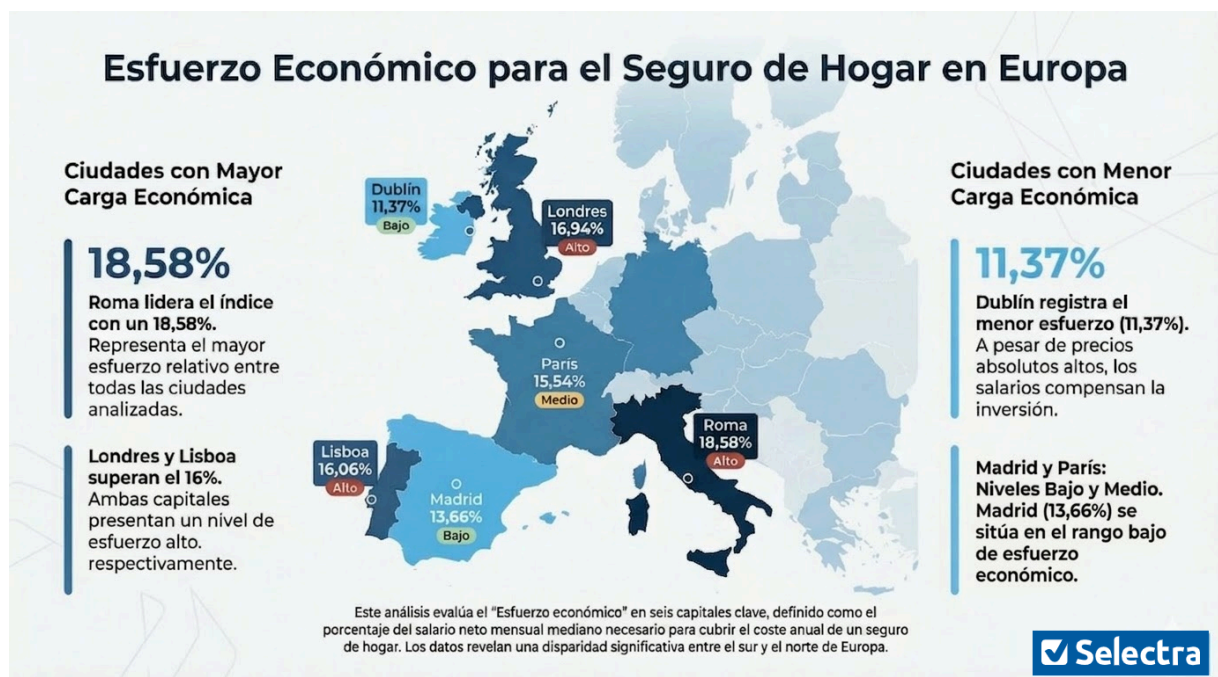 Esfuerzo Económico para el Seguro de Hogar en Europa
Ciudades con Mayor
Carga Económica
18,58%
Roma lidera el índice
con un 18,58%.
Representa el mayor
esfuerzo relativo entre
todas las ciudades
analizadas.
Londres y Lisboa
superan el 16%.
Ambas capitales
presentan un nivel de
esfuerzo alto.
respectivamente.
Dublín
11,37%
Bajo
Londres
16,94%
Alto
París
15,54%
Medio
Roma
18,58%
Alto
Lisboa
16,06%
Alto
Madrid
13,66%
Bajo
Ciudades con Menor
Carga Económica
11,37%
Dublín registra el
menor esfuerzo (11,37%).
A pesar de precios
absolutos altos, los
salarios compensan la
inversión.
Madrid y París:
Niveles Bajo y Medio.
Madrid (13,66%) se
sitúa en el rango bajo
de esfuerzo
económico.
Este análisis evalúa el "Esfuerzo económico" en seis capitales clave, definido como el
porcentaje del salario neto mensual mediano necesario para cubrir el coste anual de un seguro
de hogar. Los datos revelan una disparidad significativa entre el sur y el norte de Europa.
Selectra